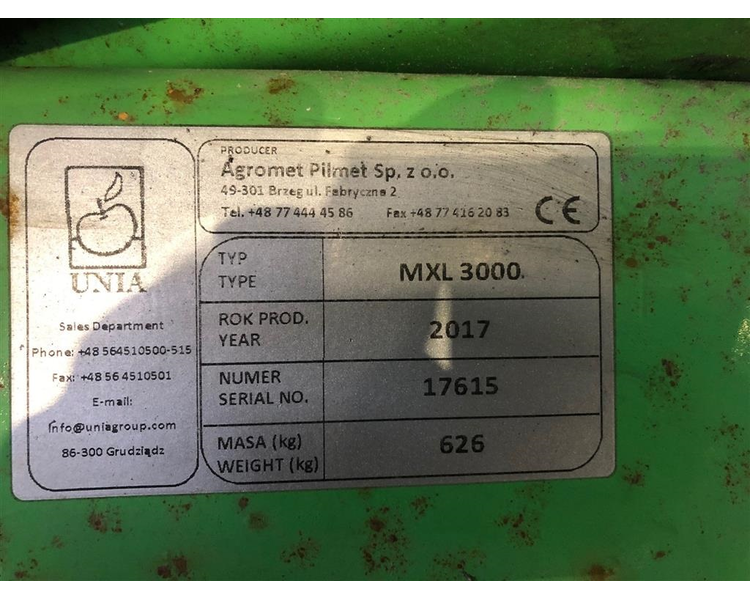 UNIA
Sales Department
Phone: +48 564510500-515
Fax: +48 56 4510501
E-mail:
info@uniagroup.com
86-300 Grudziądz
PRODUCER
Agromet Pilmet Sp. z o.o.
49-301 Brzeg ul. Fabryczna 2
Tel. +48 77 444 45 86 Fax +48 77 416 20 83
CE
TYP
TYPE
MXL 3000
ROK PROD.
YEAR
2017
NUMER
SERIAL NO.
17615
MASA (kg)
WEIGHT (kg)
626